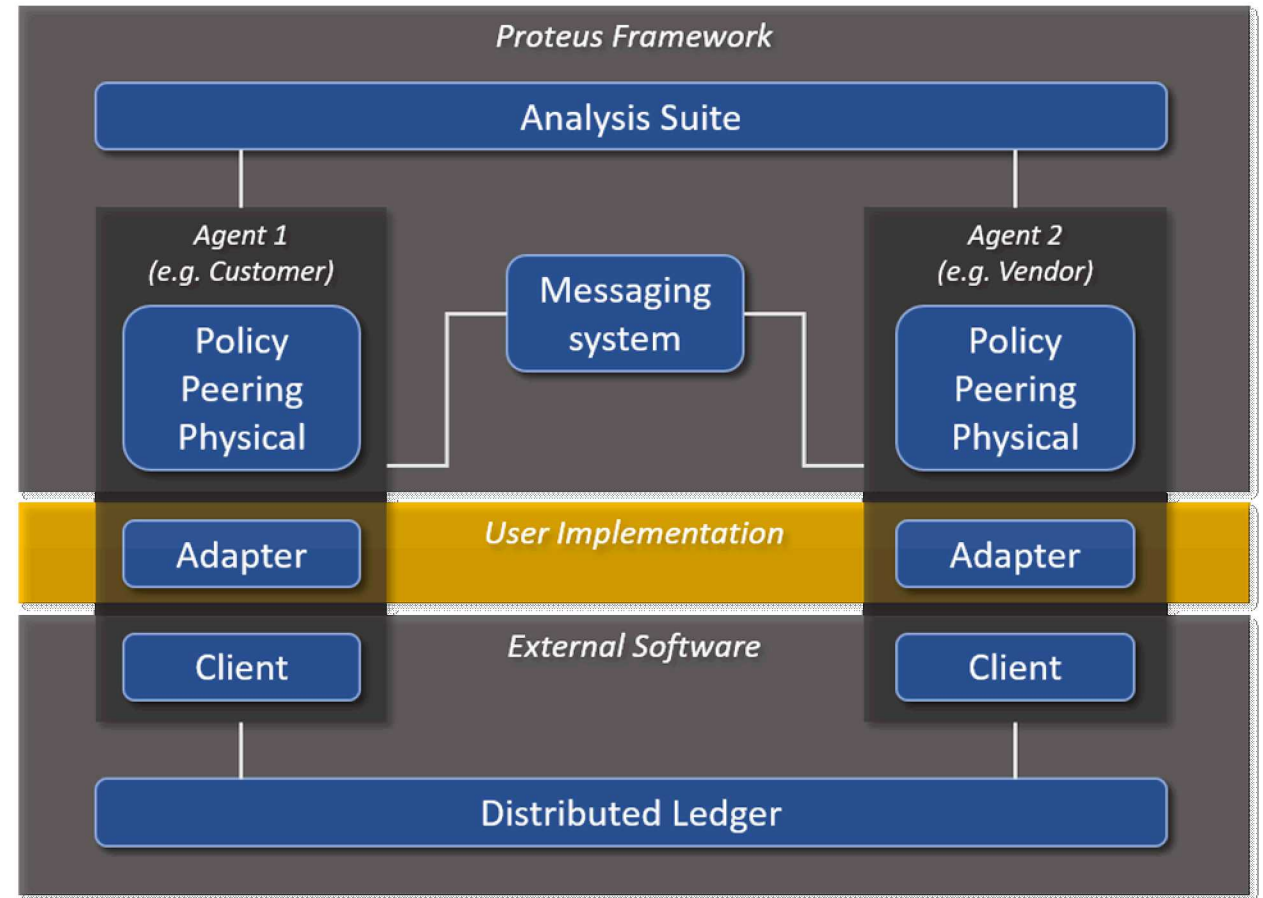 Proteus Framework
Analysis Suite
Agent 1
(e.g. Customer)
Policy
Peering
Physical
Messaging
system
Agent 2
(e.g. Vendor)
Policy
Peering
Physical
User Implementation
Adapter
Adapter
External Software
Client
Client
Distributed Ledger